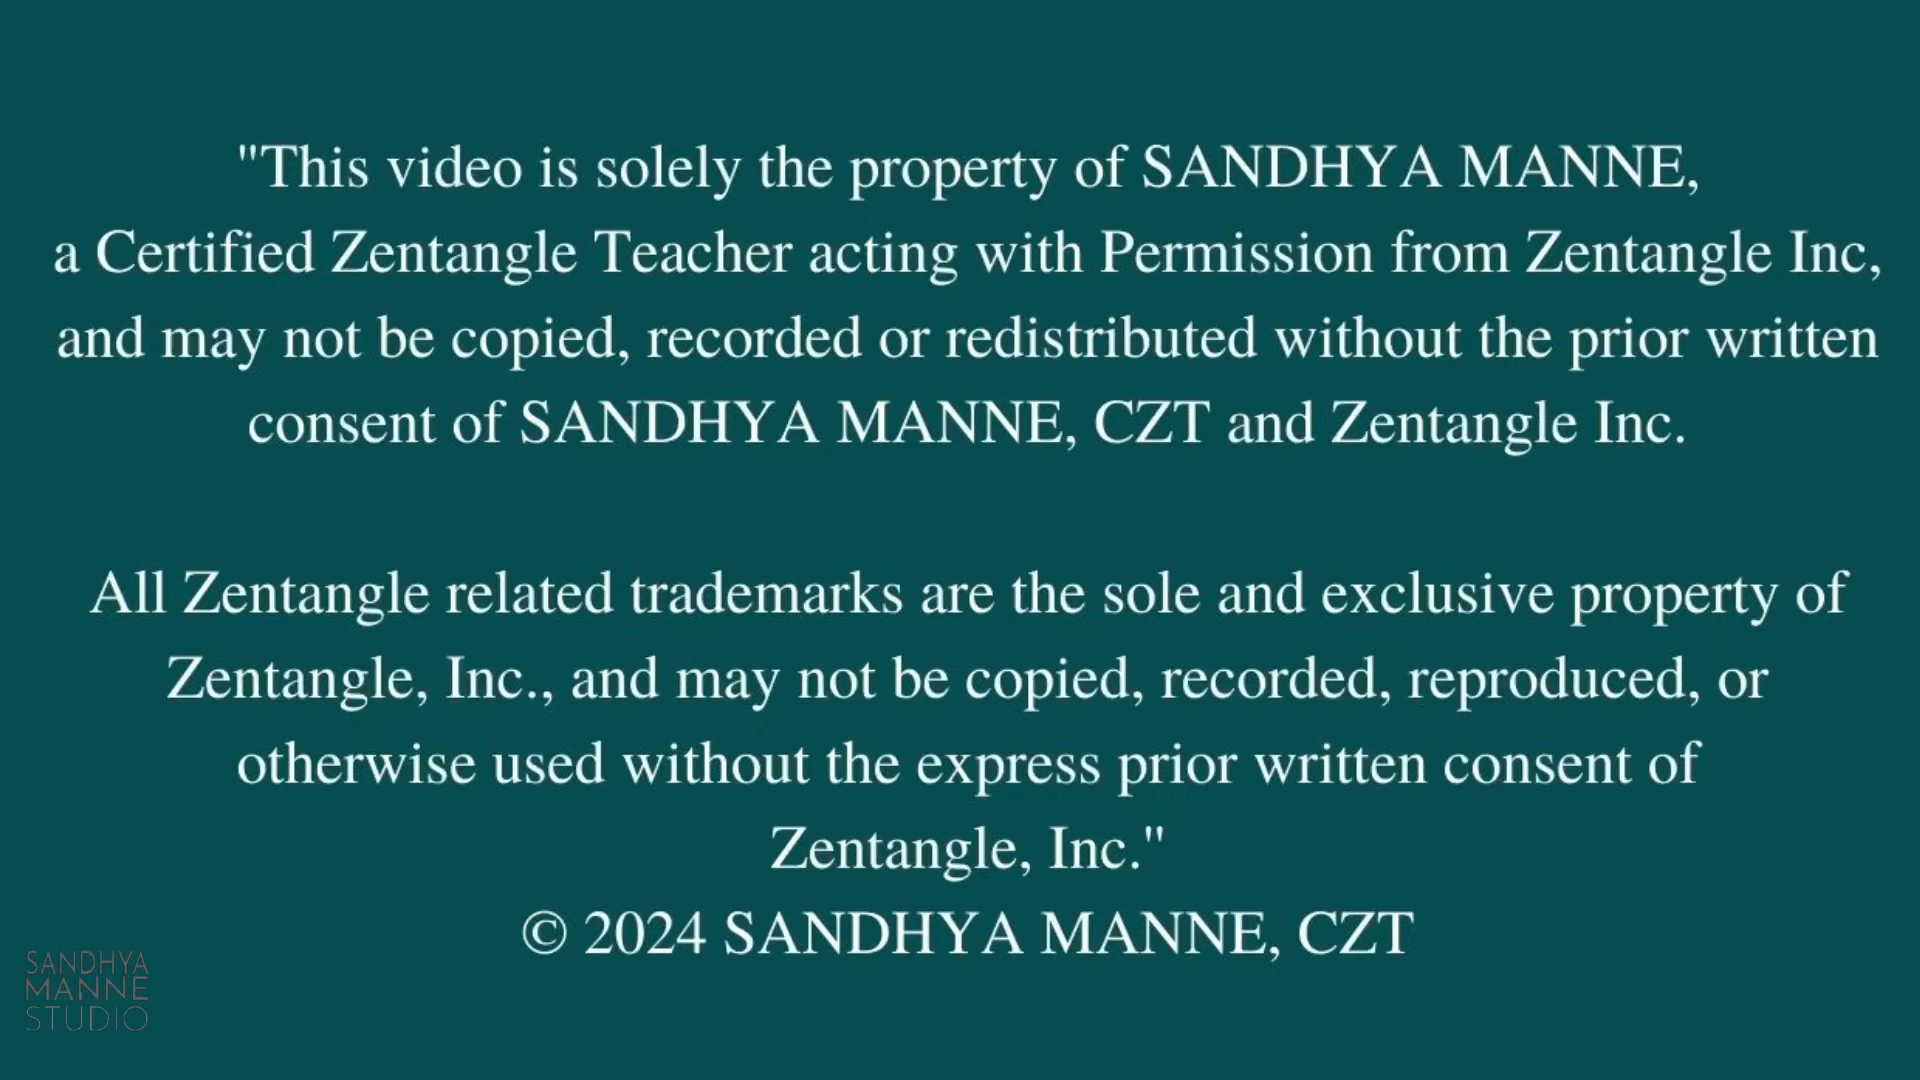 "This video is solely the property of SANDHYA MANNE,
a Certified Zentangle Teacher acting with Permission from Zentangle Inc,
and may not be copied, recorded or redistributed without the prior written
consent of SANDHYA MANNE, CZT and Zentangle Inc.
All Zentangle related trademarks are the sole and exclusive property of
Zentangle, Inc., and may not be copied, recorded, reproduced, or
otherwise used without the express prior written consent of
Zentangle, Inc."
© 2024 SANDHYA MANNE, CZT
SANDHYA
MANNE
STUDIO